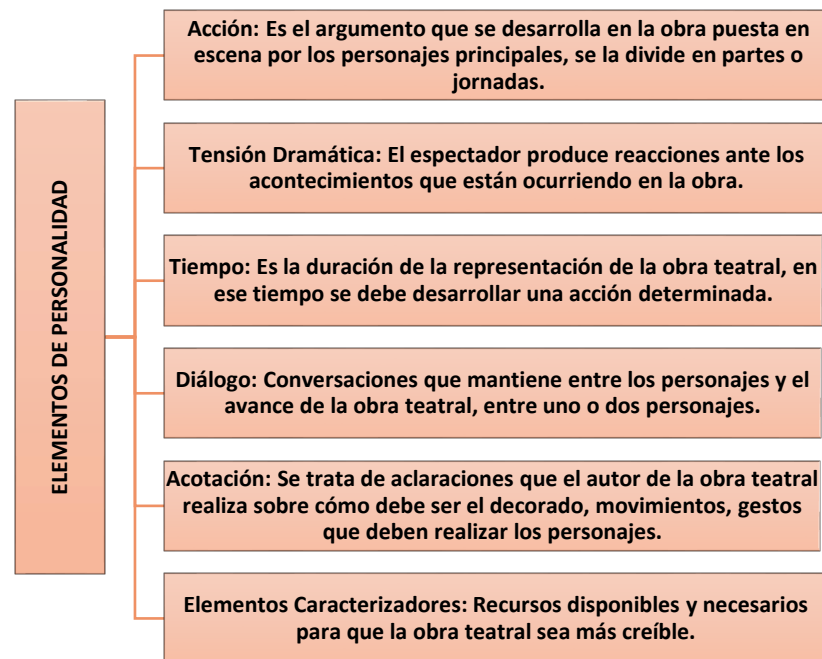 ELEMENTOS DE PERSONALIDAD
Acción: Es el argumento que se desarrolla en la obra puesta en
escena por los personajes principales, se la divide en partes o
jornadas.
Tensión Dramática: El espectador produce reacciones ante los
acontecimientos que están ocurriendo en la obra.
Tiempo: Es la duración de la representación de la obra teatral, en
ese tiempo se debe desarrollar una acción determinada.
Diálogo: Conversaciones que mantiene entre los personajes y el
avance de la obra teatral, entre uno o dos personajes.
Acotación: Se trata de aclaraciones que el autor de la obra teatral
realiza sobre cómo debe ser el decorado, movimientos, gestos
que deben realizar los personajes.
Elementos Caracterizadores: Recursos disponibles y necesarios
para que la obra teatral sea más creíble.